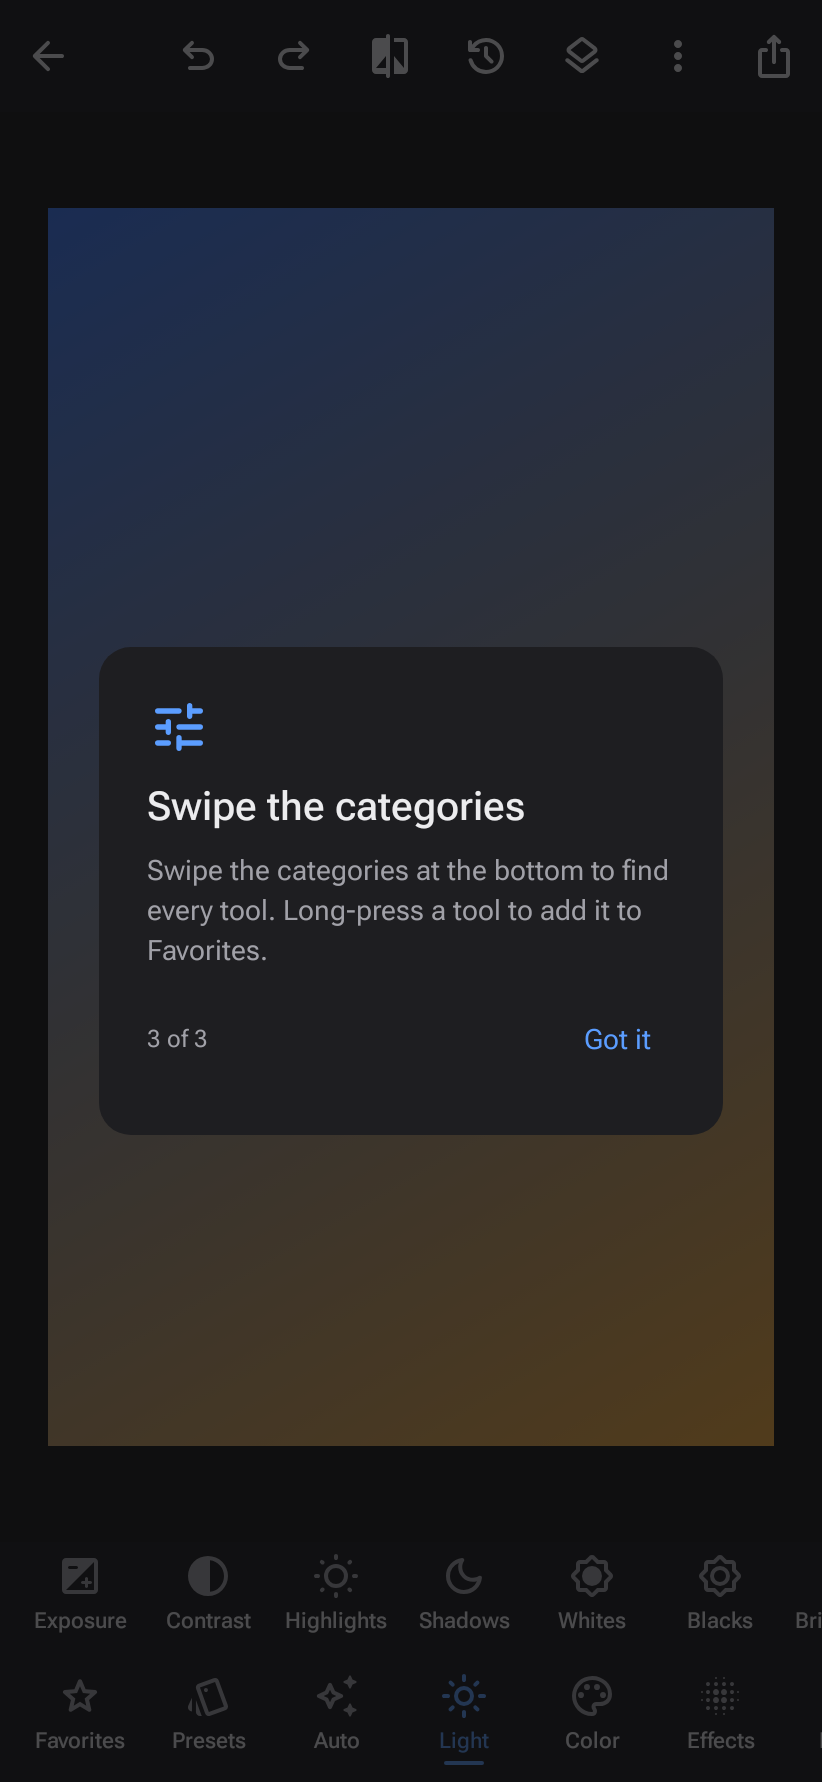 Swipe the categories
Swipe the categories at the bottom to find
every tool. Long-press a tool to add it to
Favorites.
3 of 3 Got it
Exposure Contrast Highlights Shadows Whites Blacks Bri
Favorites Presets Auto Light Color Effects